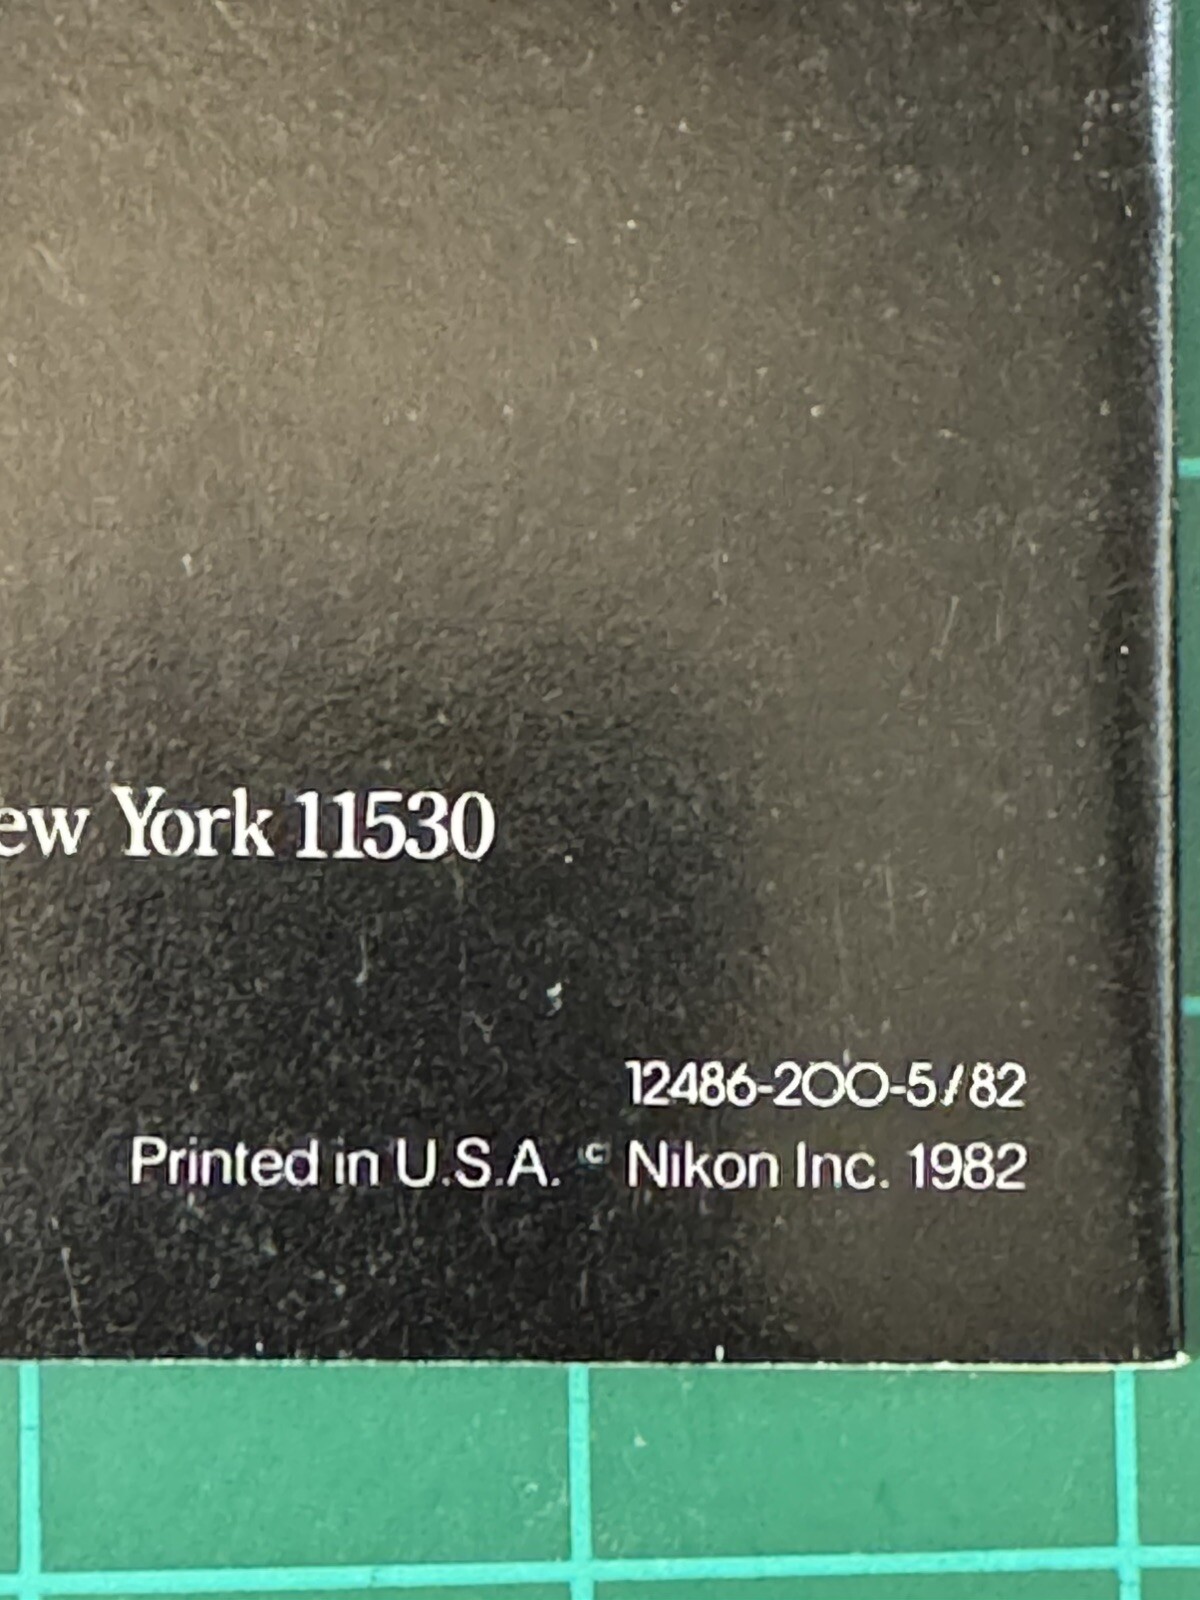 ew York 11530
12486-200-5/82
Printed in U.S.A. © Nikon Inc. 1982